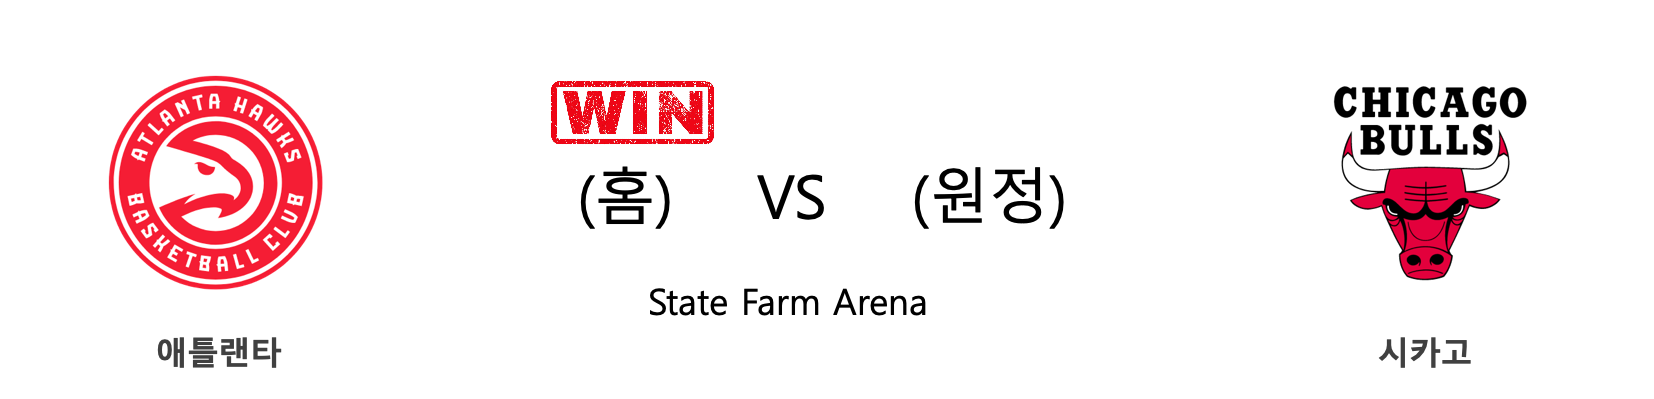 ATLANTA HAWKS
BASKETBALL CLUB
애틀랜타
WIN
(홈) VS (원정)
State Farm Arena
CHICAGO
BULLS
시카고